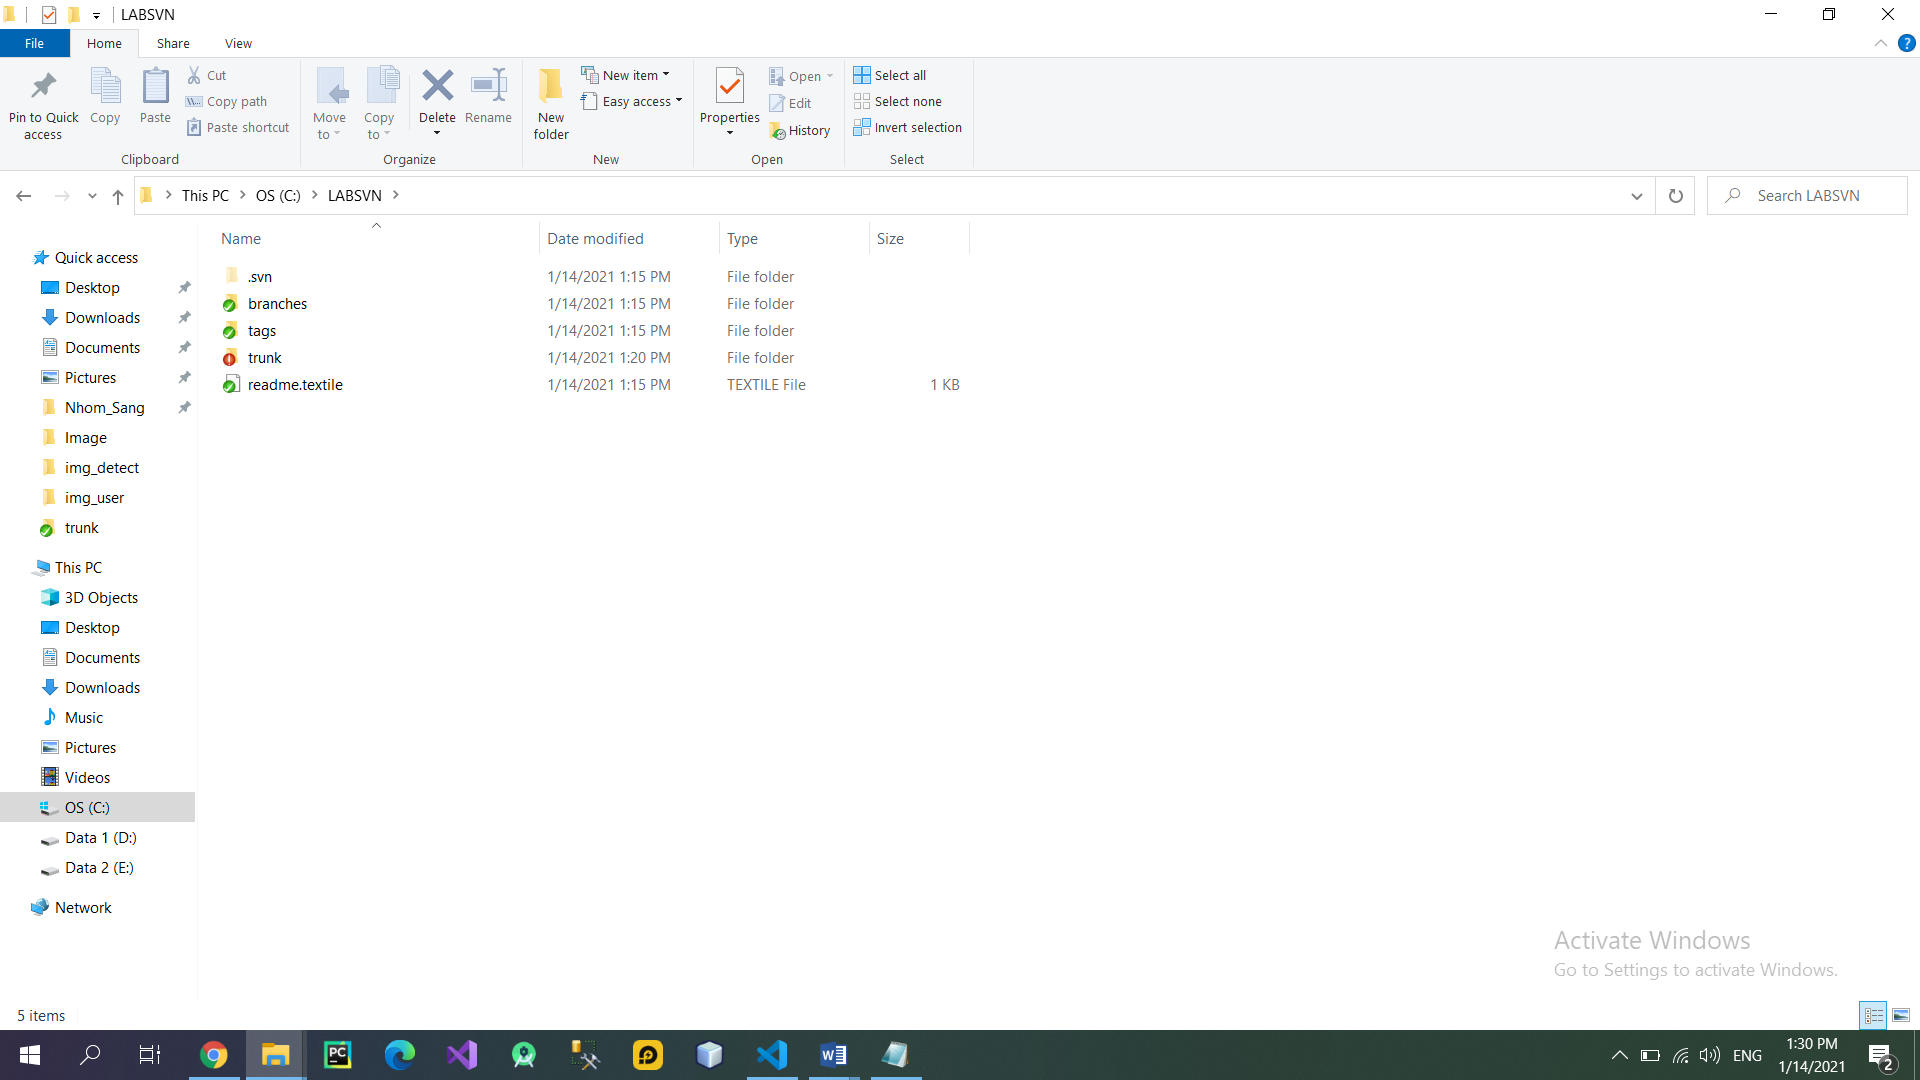 LABSVN
File Home Share View
Pin to Quick access
Copy
Paste
Cut
Copy path
Paste shortcut
Clipboard
Move to
Copy to
Delete
Rename
Organize
New folder
New item
Easy access
New
Properties
Open
Edit
History
Open
Select all
Select none
Invert selection
Select
This PC > OS (C:) > LABSVN >
Search LABSVN
Name Date modified Type Size
.svn 1/14/2021 1:15 PM File folder
branches 1/14/2021 1:15 PM File folder
tags 1/14/2021 1:15 PM File folder
trunk 1/14/2021 1:20 PM File folder
readme.textile 1/14/2021 1:15 PM TEXTILE File 1 KB
Quick access
Desktop
Downloads
Documents
Pictures
Nhom_Sang
Image
img_detect
img_user
trunk
This PC
3D Objects
Desktop
Documents
Downloads
Music
Pictures
Videos
OS (C:)
Data 1 (D:)
Data 2 (E:)
Network
Activate Windows
Go to Settings to activate Windows.
5 items
PC
ENG
1:30 PM
1/14/2021
2